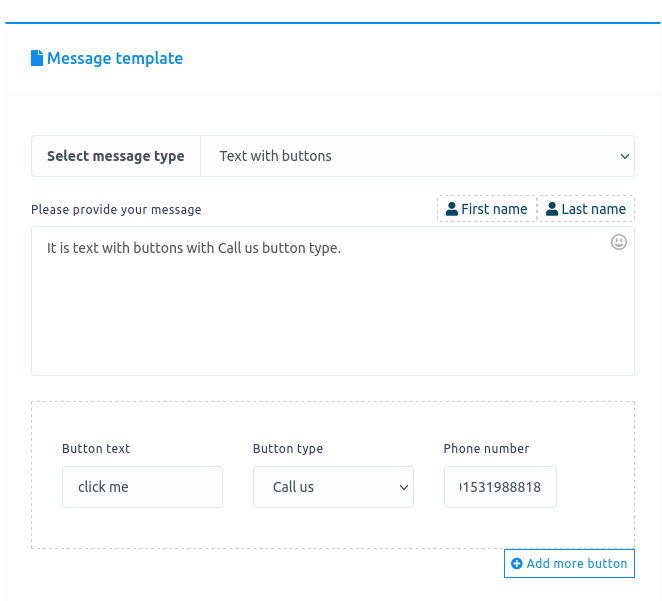 Message template
Select message type Text with buttons
Please provide your message First name Last name
It is text with buttons with Call us button type.
Button text Button type Phone number
click me Call us 1531988818
Add more button